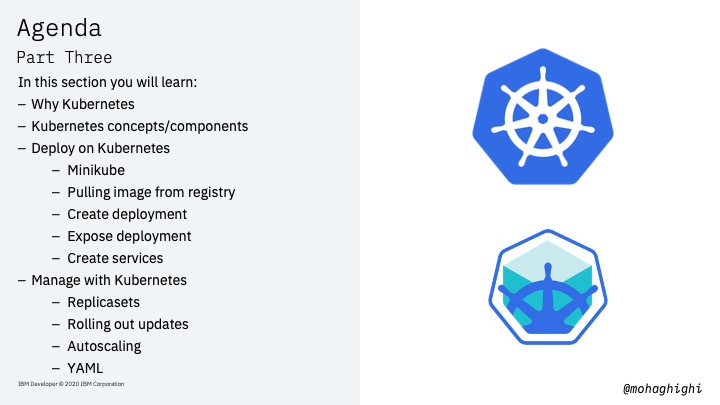 Agenda
Part Three
In this section you will learn:
– Why Kubernetes
– Kubernetes concepts/components
– Deploy on Kubernetes
– Minikube
– Pulling image from registry
– Create deployment
– Expose deployment
– Create services
– Manage with Kubernetes
– Replicasets
– Rolling out updates
– Autoscaling
– YAML
IBM Developer © 2020 IBM Corporation
@mohaghighi